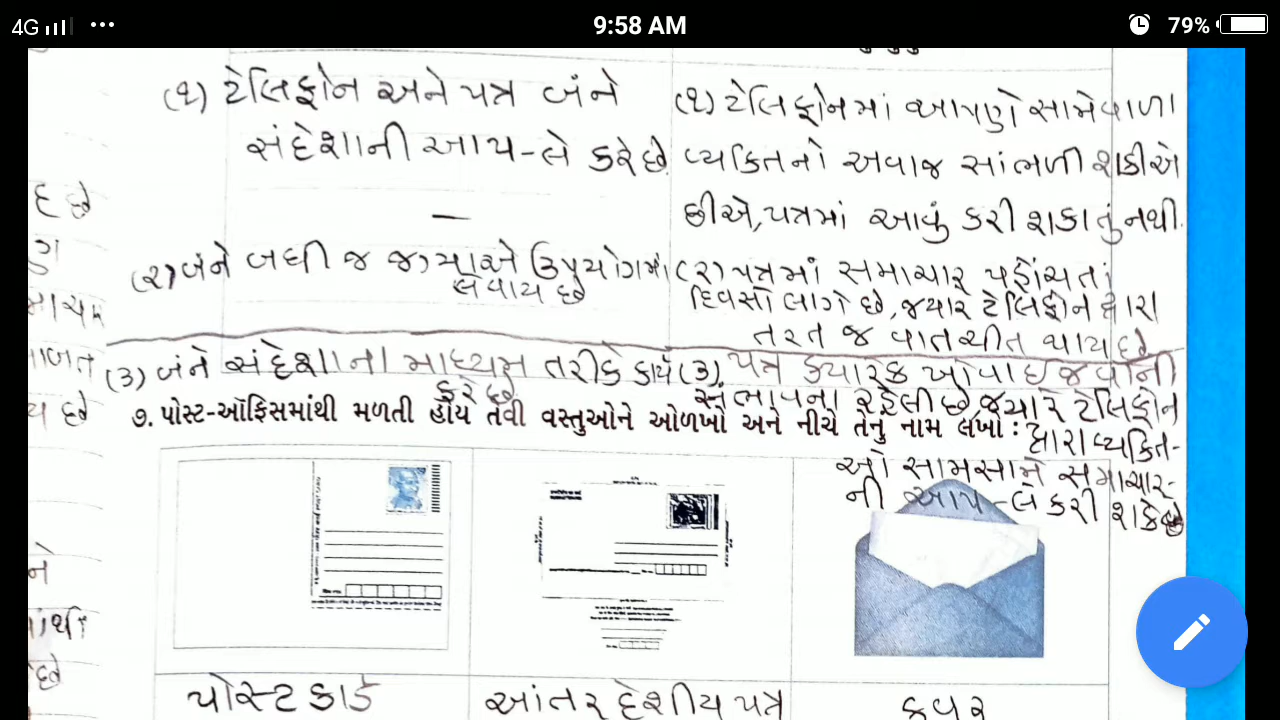 4G
9:58 AM
79%
(૧) ટેલિફોન અને પત્ર બંને
સંદેશાની આપ-લે કરે છે.
(૨) બંને બધી જ જગ્યાએ ઉપયોગમાં
લેવાય છે
(૩) બંને સંદેશાના માધ્યમ તરીકે કાર્ય
કરે છે
(૧) ટેલિફોનમાં આપણે સામેવાળા
વ્યકિતનો અવાજ સાંભળી શકીએ
છીએ, પત્રમાં આવું કરી શકાતું નથી.
(૨) પત્રમાં સમાચાર પહોંચતાં
દિવસો લાગે છે, જ્યારે ટેલિફોન દ્વારા
તરત જ વાતચીત થાય છે
(૩) પત્ર ક્યારેક ખોવાઇ જવાની
સંભાવના રહેલી છે, જ્યારે ટેલિફોન
દ્વારા વ્યકિત-
ઓ સામસામે સમાચાર-
ની આપ-લે કરી શકે છે
૭. પોસ્ટ-ઑફિસમાંથી મળતી હોય તેવી વસ્તુઓને ઓળખો અને નીચે તેનું નામ લખો :
પોસ્ટકાર્ડ
આંતરદેશીય પત્ર
કવર